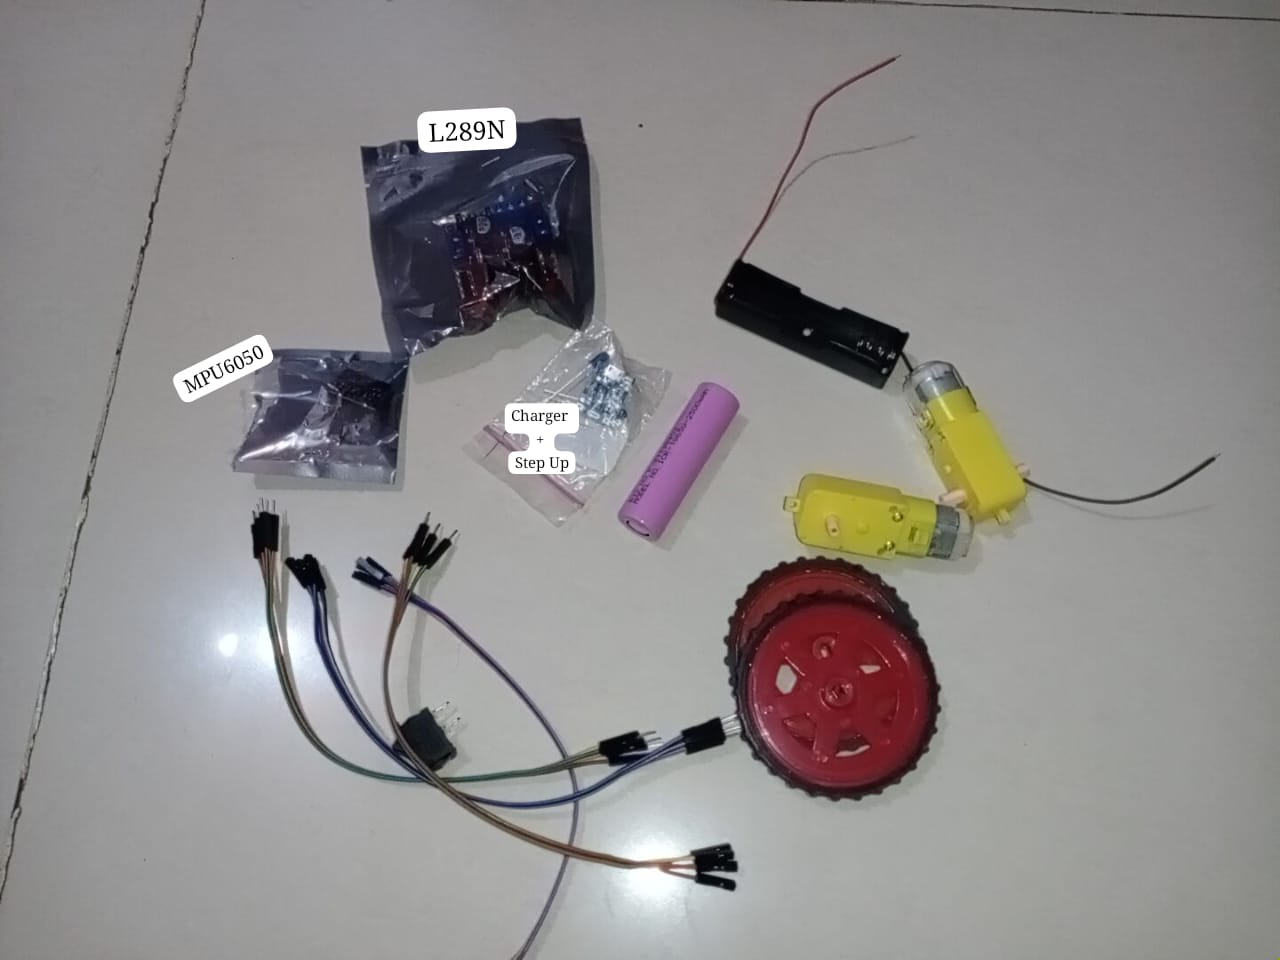 L289N
MPU6050
Charger
+
Step Up